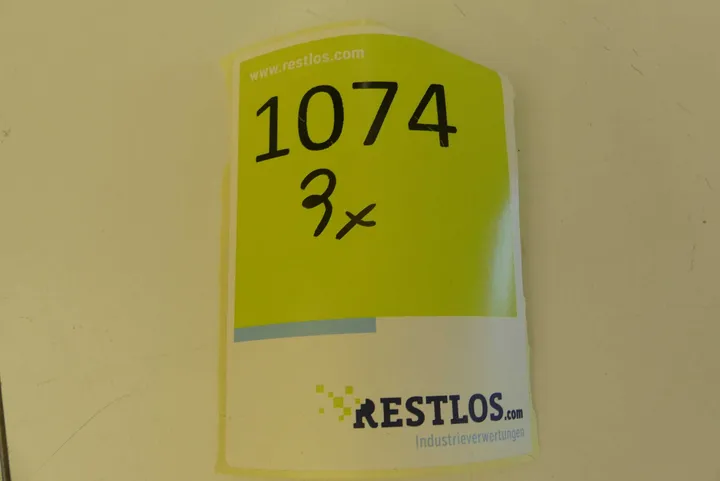 www.restlos.com
1074
3x
RESTLOS.com
Industrieverwertungen